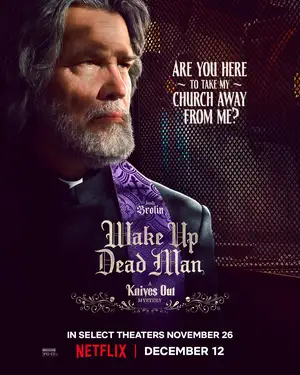 ARE YOU HERE
TO TAKE MY
CHURCH AWAY
FROM ME?
Josh
Brolin
Wake Up
Dead Man
A
Knives Out
MYSTERY
IN SELECT THEATERS NOVEMBER 26
NETFLIX | DECEMBER 12